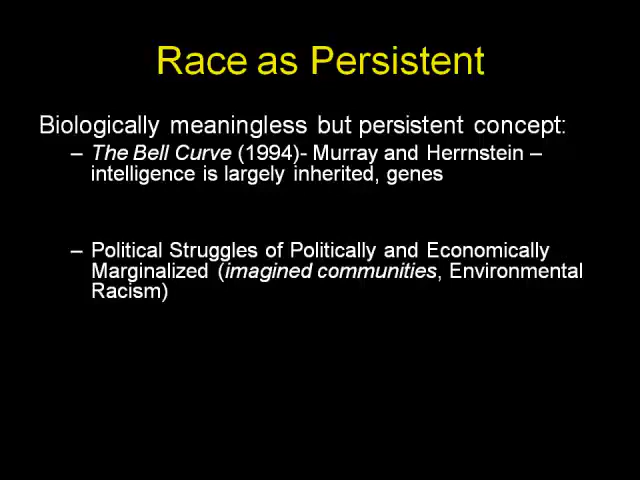 Race as Persistent
Biologically meaningless but persistent concept:
– The Bell Curve (1994)- Murray and Herrnstein –
intelligence is largely inherited, genes
– Political Struggles of Politically and Economically
Marginalized (imagined communities, Environmental
Racism)